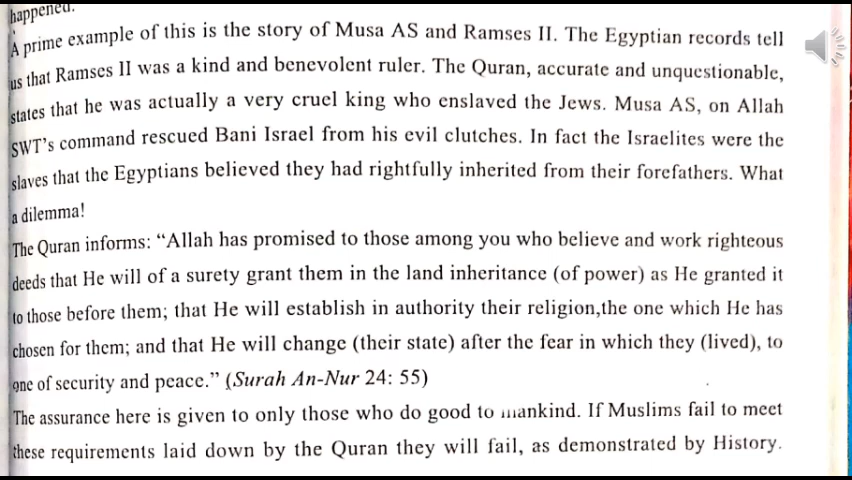 happened.
A prime example of this is the story of Musa AS and Ramses II. The Egyptian records tell
us that Ramses II was a kind and benevolent ruler. The Quran, accurate and unquestionable,
states that he was actually a very cruel king who enslaved the Jews. Musa AS, on Allah
SWT's command rescued Bani Israel from his evil clutches. In fact the Israelites were the
slaves that the Egyptians believed they had rightfully inherited from their forefathers. What
a dilemma!
The Quran informs: “Allah has promised to those among you who believe and work righteous
deeds that He will of a surety grant them in the land inheritance (of power) as He granted it
to those before them; that He will establish in authority their religion,the one which He has
chosen for them; and that He will change (their state) after the fear in which they (lived), to
one of security and peace.” (Surah An-Nur 24: 55)
The assurance here is given to only those who do good to mankind. If Muslims fail to meet
these requirements laid down by the Quran they will fail, as demonstrated by History.